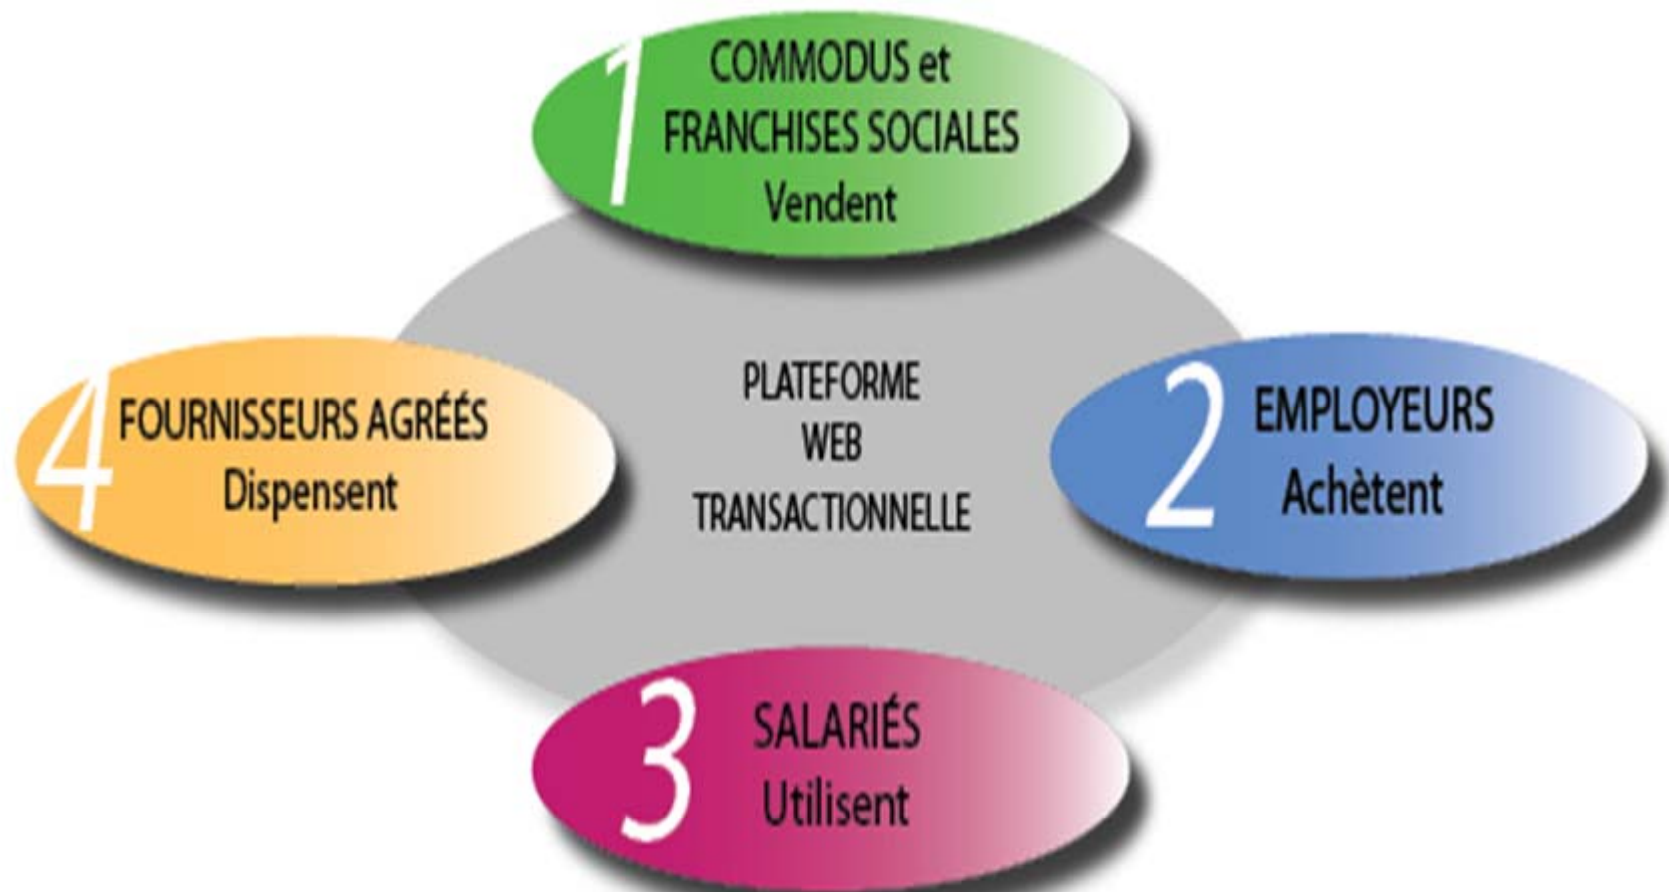 1
COMMODUS et
FRANCHISES SOCIALES
Vendent
PLATEFORME
WEB
TRANSACTIONNELLE
2
EMPLOYEURS
Achètent
3
SALARIÉS
Utilisent
4
FOURNISSEURS AGRÉÉS
Dispensent